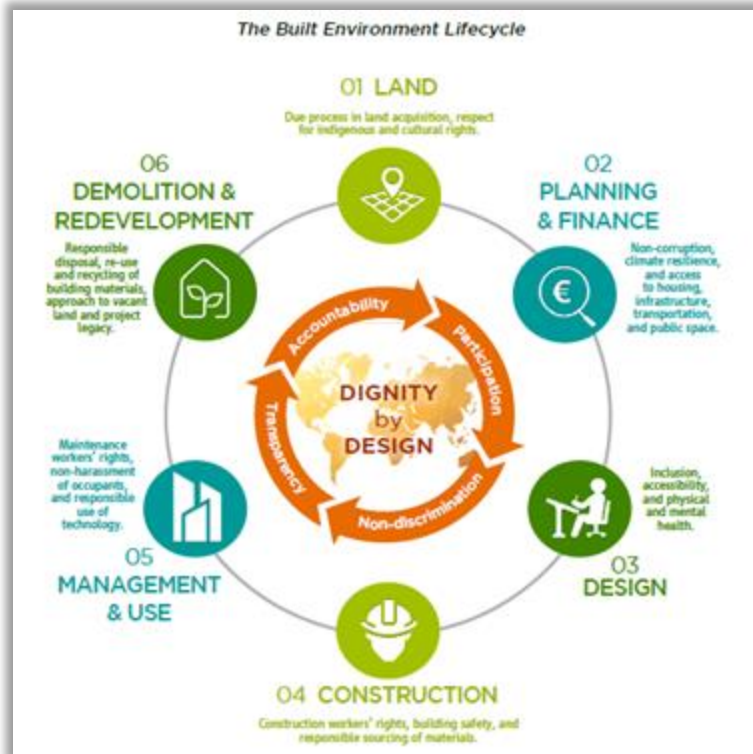 The Built Environment Lifecycle
01 LAND
Due process in land acquisition, respect
for indigenous and cultural rights.
02
PLANNING
& FINANCE
Non-corruption,
climate resilience,
and access
to housing,
infrastructure,
transportation,
and public space.
€
03
DESIGN
Inclusion,
accessibility,
and physical
and mental
health.
04 CONSTRUCTION
Construction workers' rights, building safety, and
responsible sourcing of materials.
05
MANAGEMENT
& USE
Maintenance
workers' rights,
non-harassment
of occupants,
and responsible
use of
technology.
06
DEMOLITION &
REDEVELOPMENT
Responsible
disposal, re-use
and recycling of
building materials,
approach to vacant
land and project
legacy.
Accountability
Participation
Non-discrimination
Transparency
DIGNITY
by
DESIGN